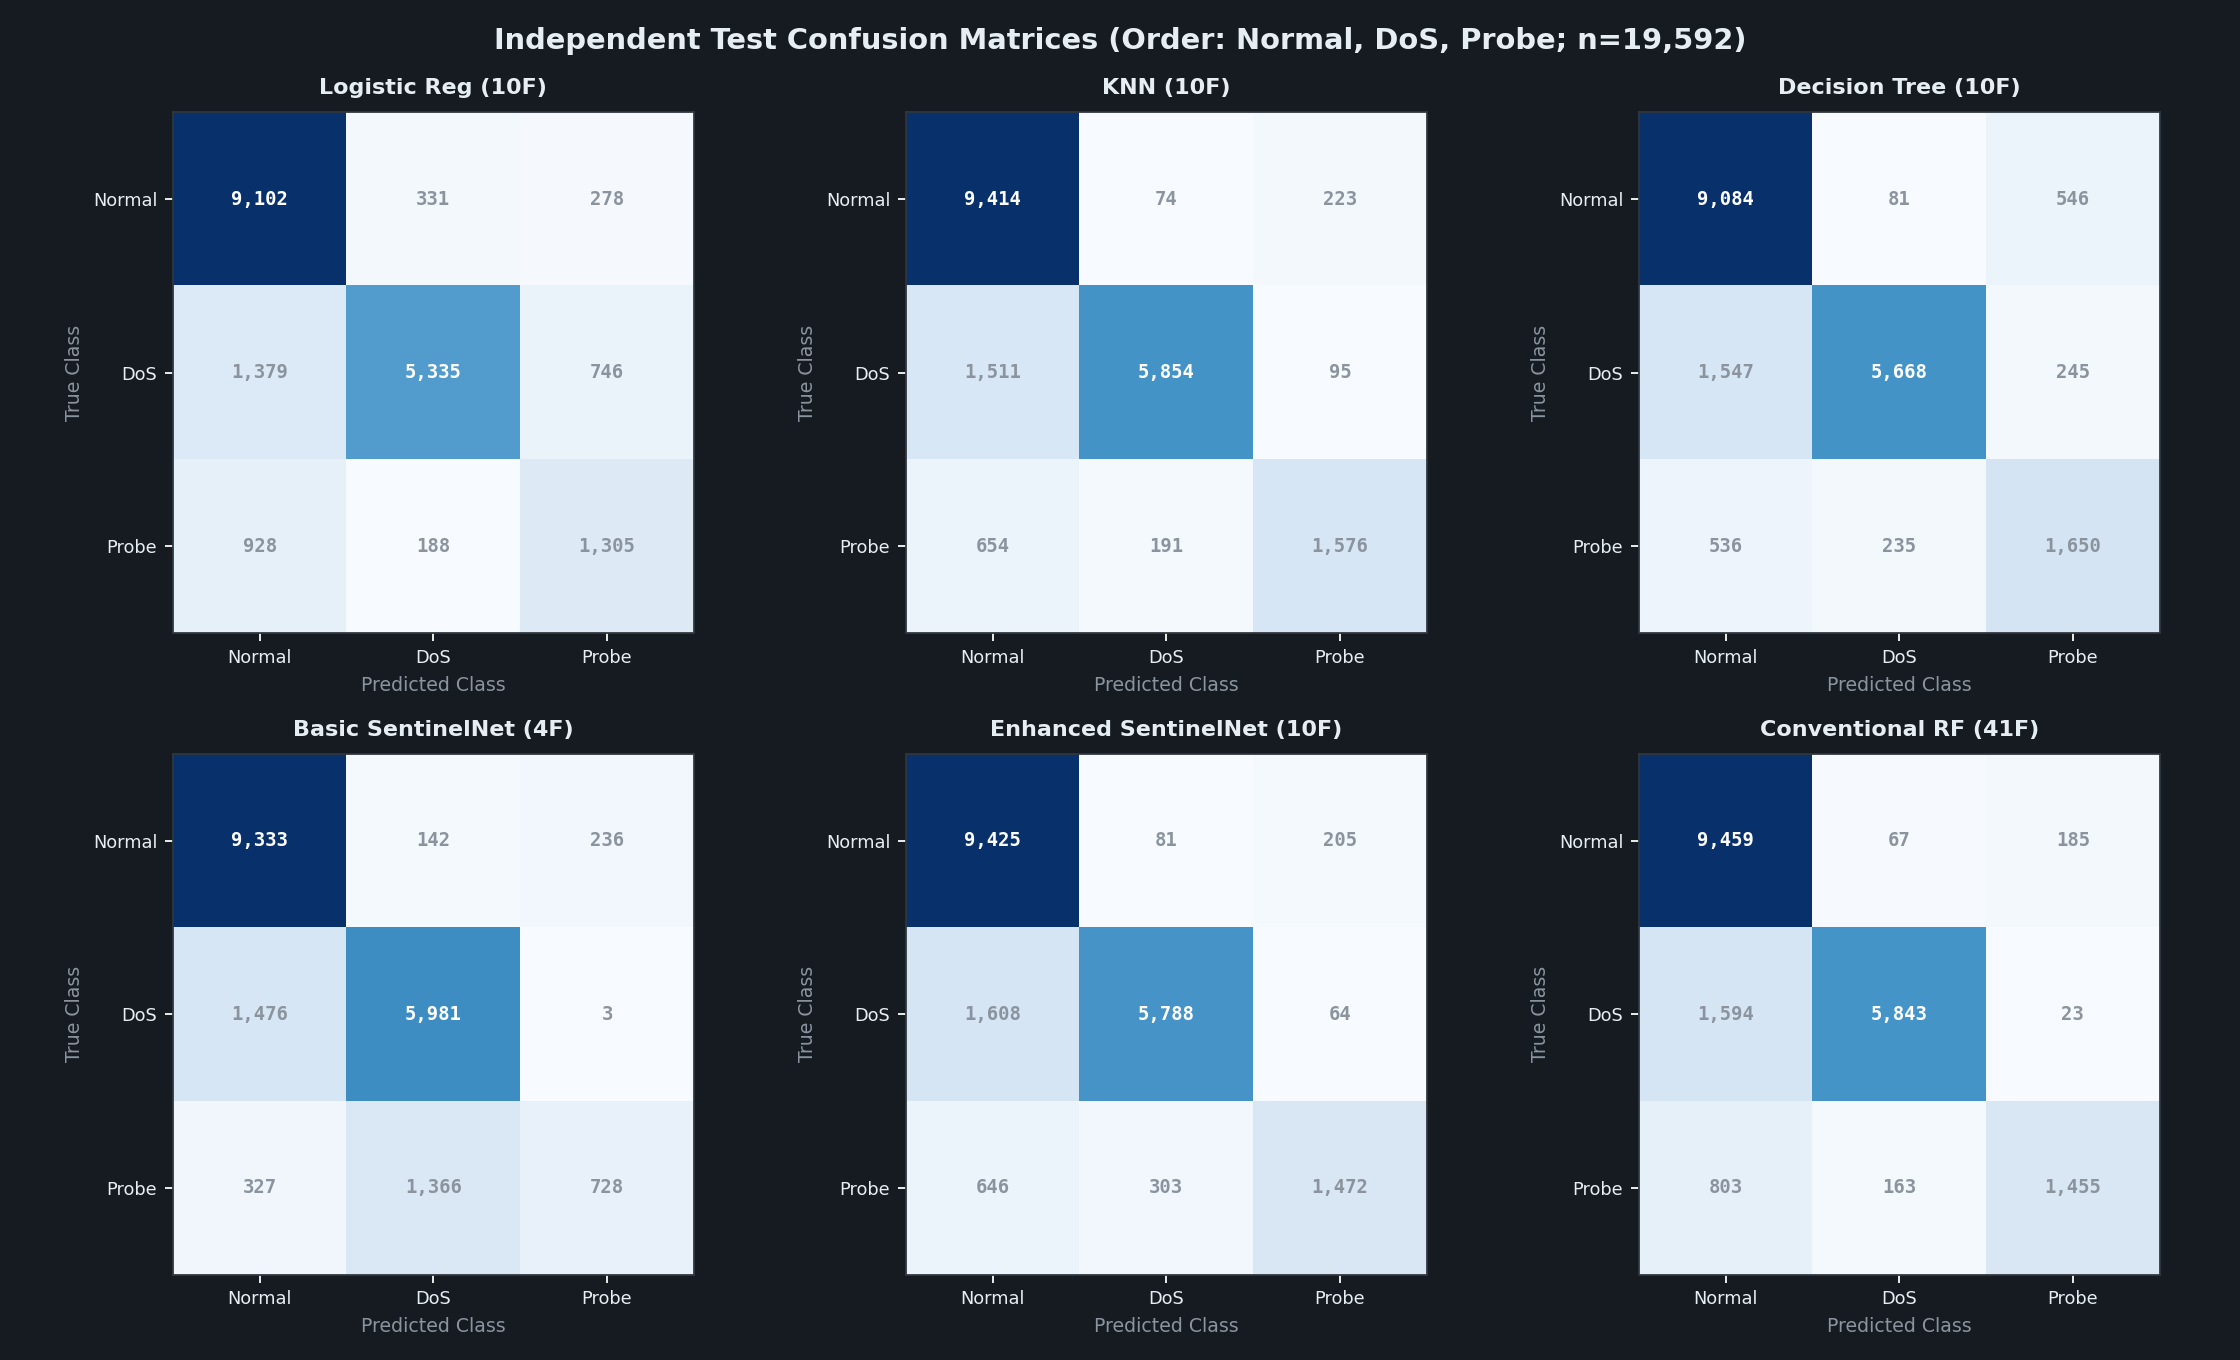 Independent Test Confusion Matrices (Order: Normal, DoS, Probe; n=19,592)
Logistic Reg (10F)
True Class
Normal 9,102 331 278
DoS 1,379 5,335 746
Probe 928 188 1,305
Normal DoS Probe
Predicted Class
KNN (10F)
True Class
Normal 9,414 74 223
DoS 1,511 5,854 95
Probe 654 191 1,576
Normal DoS Probe
Predicted Class
Decision Tree (10F)
True Class
Normal 9,084 81 546
DoS 1,547 5,668 245
Probe 536 235 1,650
Normal DoS Probe
Predicted Class
Basic SentinelNet (4F)
True Class
Normal 9,333 142 236
DoS 1,476 5,981 3
Probe 327 1,366 728
Normal DoS Probe
Predicted Class
Enhanced SentinelNet (10F)
True Class
Normal 9,425 81 205
DoS 1,608 5,788 64
Probe 646 303 1,472
Normal DoS Probe
Predicted Class
Conventional RF (41F)
True Class
Normal 9,459 67 185
DoS 1,594 5,843 23
Probe 803 163 1,455
Normal DoS Probe
Predicted Class